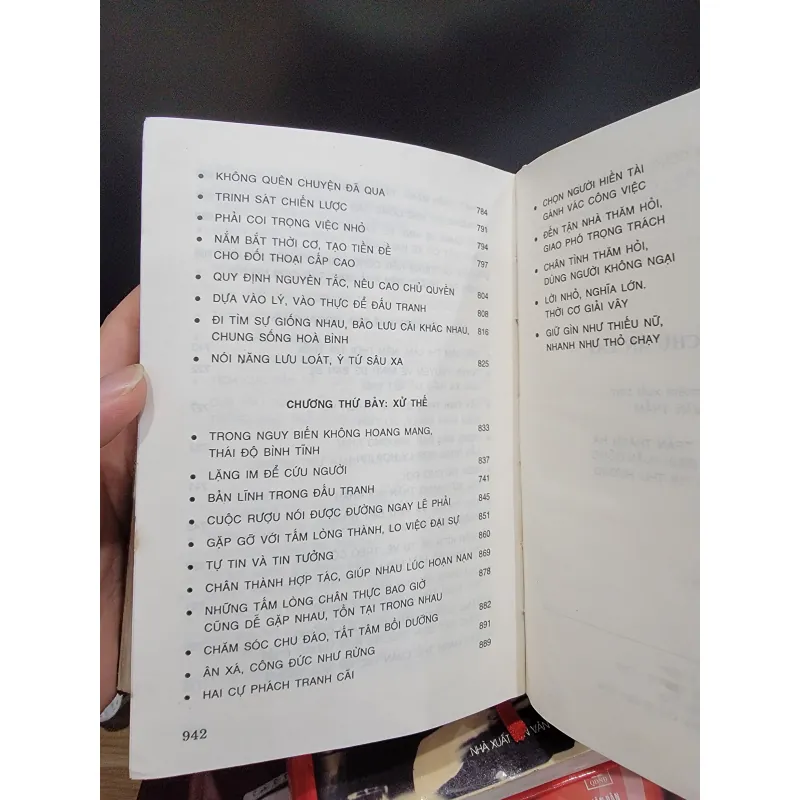 • KHÔNG QUÊN CHUYỆN ĐÃ QUA
• TRINH SÁT CHIẾN LƯỢC 784
• PHẢI COI TRỌNG VIỆC NHỎ 791
• NẮM BẮT THỜI CƠ, TẠO TIỀN ĐỀ 794
CHO ĐỐI THOẠI CẤP CAO 797
• QUY ĐỊNH NGUYÊN TẮC, NÊU CAO CHỦ QUYỀN 804
• DỰA VÀO LÝ, VÀO THỰC ĐỂ ĐẤU TRANH 808
• ĐI TÌM SỰ GIỐNG NHAU, BẢO LƯU CÁI KHÁC NHAU, 816
CHUNG SỐNG HOÀ BÌNH
• NÓI NĂNG LƯU LOÁT, Ý TỨ SÂU XA 825
CHƯƠNG THỨ BẢY: XỬ THẾ
• TRONG NGUY BIẾN KHÔNG HOANG MANG, 833
THÁI ĐỘ BÌNH TĨNH
• LẶNG IM ĐỂ CỨU NGƯỜI 837
• BẢN LĨNH TRONG ĐẤU TRANH 741
• CUỘC RƯỢU NÓI ĐƯỢC ĐƯỜNG NGAY LẼ PHẢI 845
• GẶP GỠ VỚI TẤM LÒNG THÀNH, LO VIỆC ĐẠI SỰ 851
• TỰ TIN VÀ TIN TƯỞNG 860
• CHÂN THÀNH HỢP TÁC, GIÚP NHAU LÚC HOẠN NẠN 869
• NHỮNG TẤM LÒNG CHÂN THỰC BAO GIỜ 878
CŨNG DỄ GẶP NHAU, TỒN TẠI TRONG NHAU
• CHĂM SÓC CHU ĐÁO, TẤT TÂM BỒI DƯỠNG 882
• ÂN XÁ, CÔNG ĐỨC NHƯ RỪNG 891
• HAI CỰ PHÁCH TRANH CÃI 889
942
• CHỌN NGƯỜI HIỀN TÀI
GÁNH VÁC CÔNG VIỆC
• ĐẾN TẬN NHÀ THĂM HỎI,
GIAO PHÓ TRỌNG TRÁCH
• CHÂN TÌNH THĂM HỎI,
DÙNG NGƯỜI KHÔNG NGẠI
• LỜI NHỎ, NGHĨA LỚN.
THỜI CƠ GIẢI VÂY
• GIỮ GÌN NHƯ THIẾU NỮ,
NHANH NHƯ THỎ CHẠY
NHÀ XUẤT